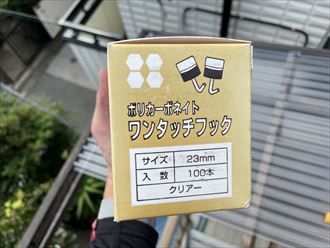 ポリカーボネイト
ワンタッチフック
サイズ 23mm
入数 100本
クリアー